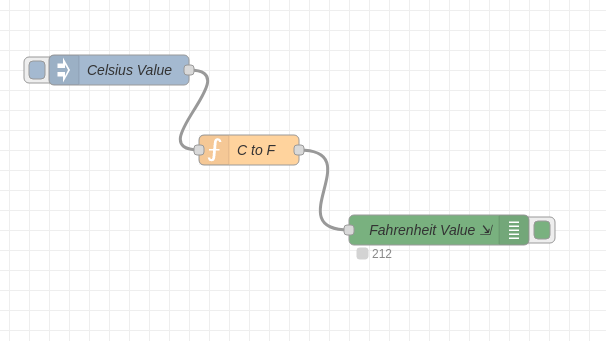 Celsius Value
C to F
Fahrenheit Value ⇲
212